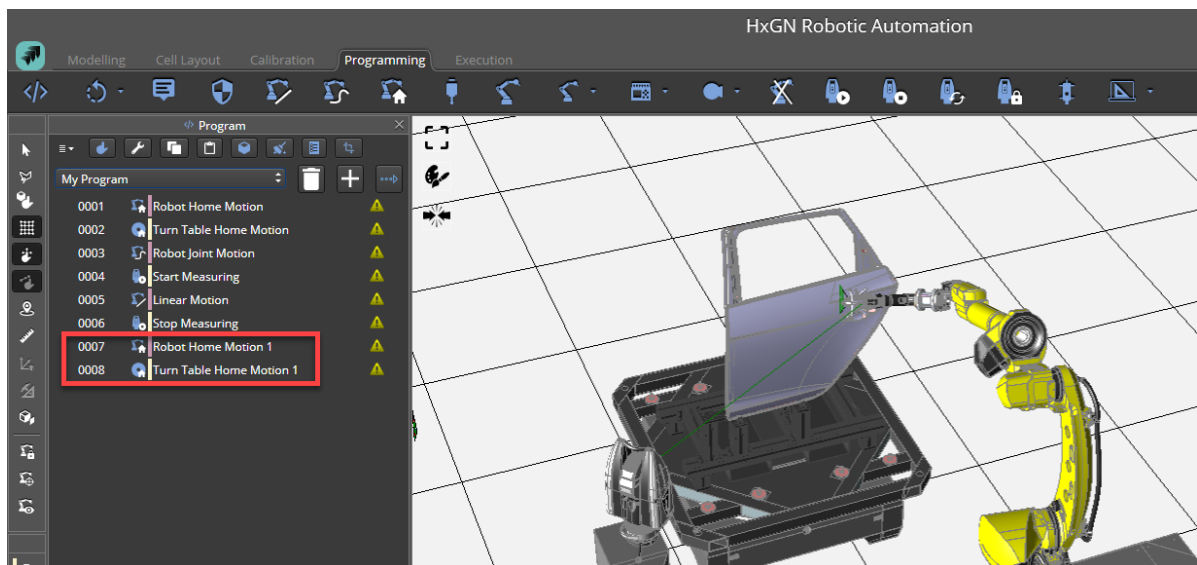 HxGN Robotic Automation
Modelling Cell Layout Calibration Programming Execution
</> Program
My Program
0001 Robot Home Motion
0002 Turn Table Home Motion
0003 Robot Joint Motion
0004 Start Measuring
0005 Linear Motion
0006 Stop Measuring
0007 Robot Home Motion 1
0008 Turn Table Home Motion 1